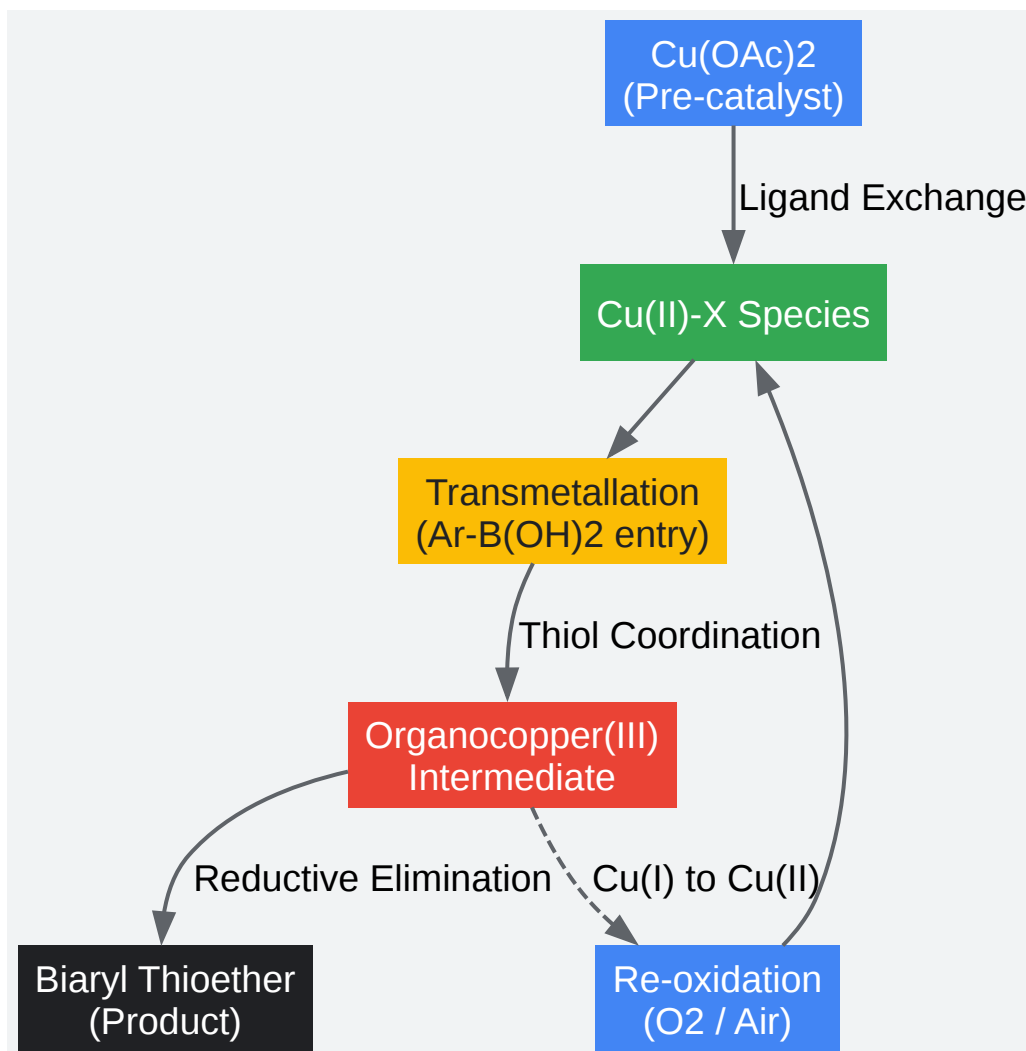 Cu(OAc)2
(Pre-catalyst)
Ligand Exchange
Cu(II)-X Species
Transmetallation
(Ar-B(OH)2 entry)
Thiol Coordination
Organocopper(III)
Intermediate
Reductive Elimination
Cu(I) to Cu(II)
Biaryl Thioether
(Product)
Re-oxidation
(O2 / Air)